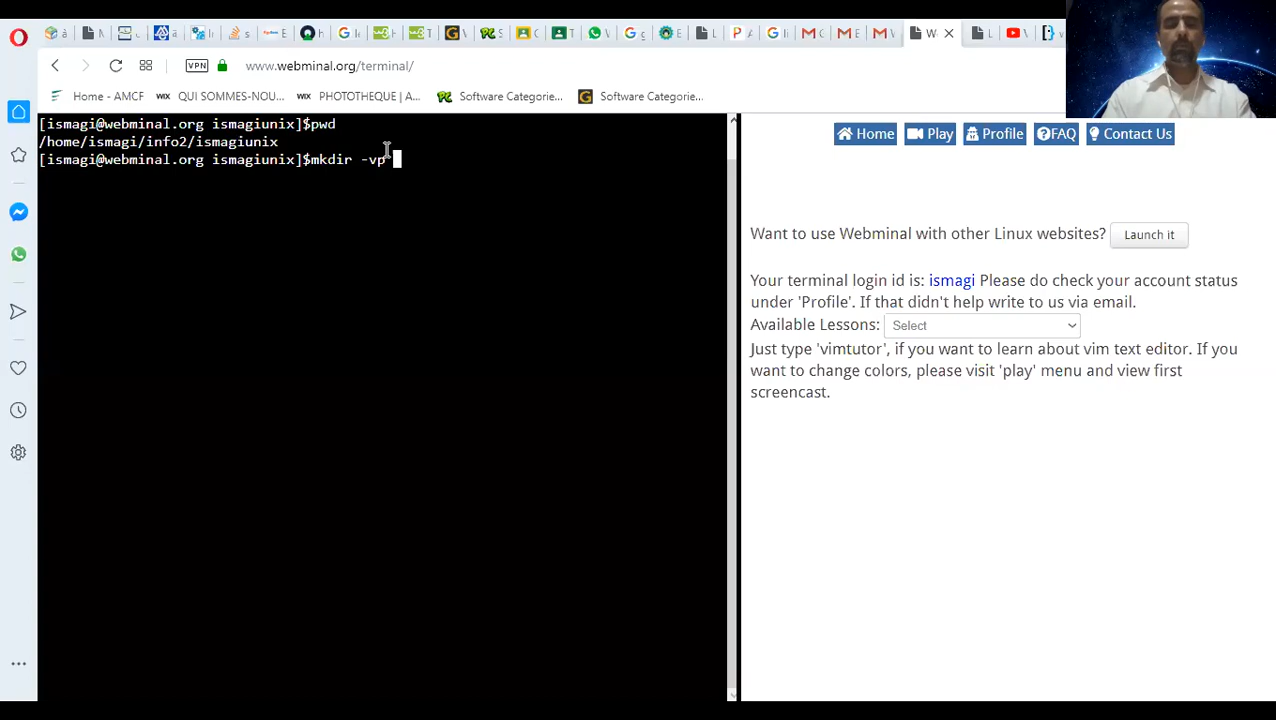 VPN
www.webminal.org/terminal/
Home - AMCF
WIX QUI SOMMES-NOU...
WIX PHOTOTHEQUE | A...
Software Categorie...
Software Categorie...
[ismagi@webminal.org ismagiunix]$pwd
/home/ismagi/info2/ismagiunix
[ismagi@webminal.org ismagiunix]$mkdir -vp
Home
Play
Profile
FAQ
Contact Us
Want to use Webminal with other Linux websites? Launch it
Your terminal login id is: ismagi Please do check your account status
under 'Profile'. If that didn't help write to us via email.
Available Lessons: Select
Just type 'vimtutor', if you want to learn about vim text editor. If you
want to change colors, please visit 'play' menu and view first
screencast.